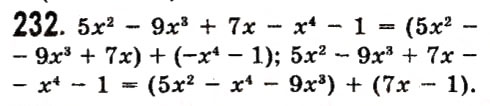 232. 5x² − 9x³ + 7x − x⁴ − 1 = (5x² −
− 9x³ + 7x) + (−x⁴ − 1); 5x² − 9x³ + 7x −
− x⁴ − 1 = (5x² − x⁴ − 9x³) + (7x − 1).